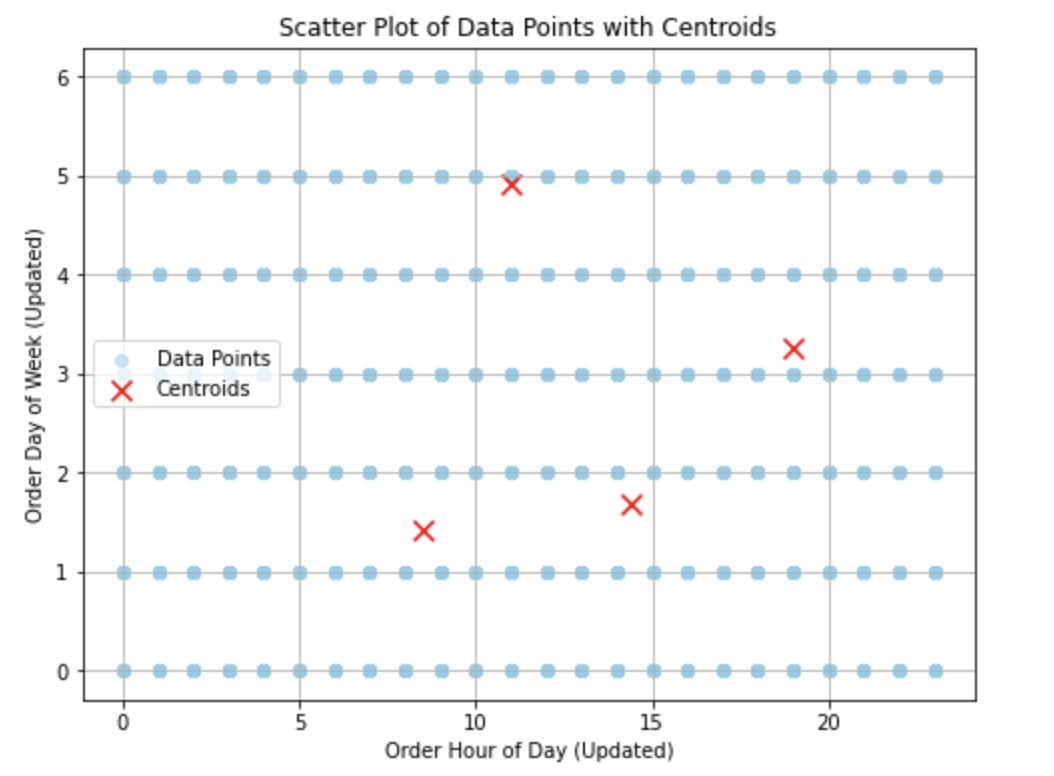 Scatter Plot of Data Points with Centroids
6
5
4
3
2
1
0
Order Day of Week (Updated)
Data Points
Centroids
0 5 10 15 20
Order Hour of Day (Updated)